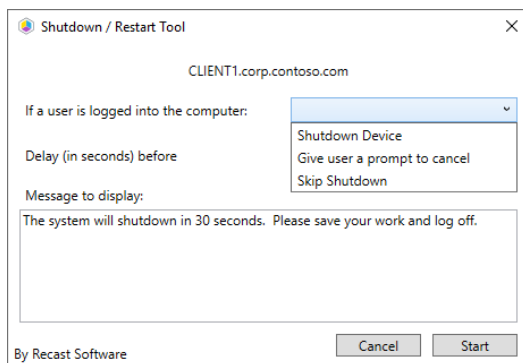 Shutdown / Restart Tool
CLIENT1.corp.contoso.com
If a user is logged into the computer:
Shutdown Device
Delay (in seconds) before
Give user a prompt to cancel
Skip Shutdown
Message to display:
The system will shutdown in 30 seconds.  Please save your work and log off.
By Recast Software
Cancel
Start